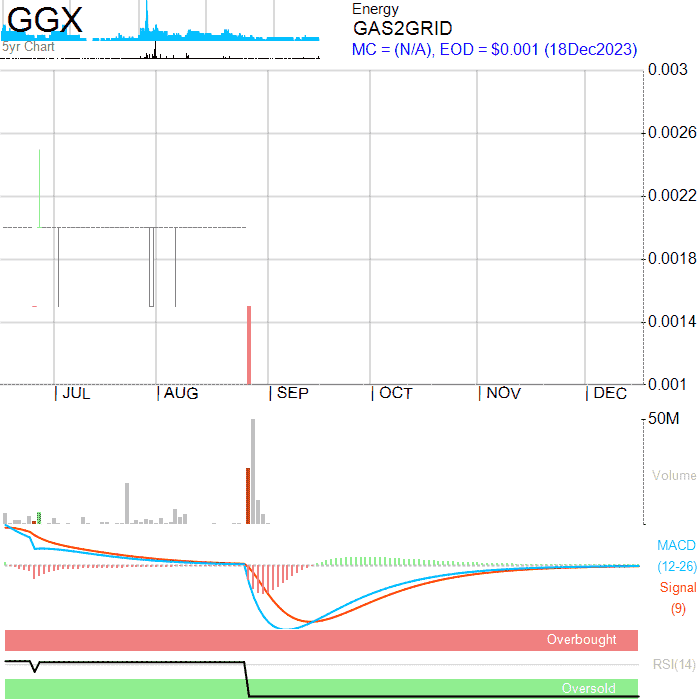 GGX
5yr Chart
Energy
GAS2GRID
MC = (N/A), EOD = $0.001 (18Dec2023)
0.003
0.0026
0.0022
0.0018
0.0014
0.001
JUL AUG SEP OCT NOV DEC
50M
Volume
MACD
(12-26)
Signal
(9)
Overbought
RSI(14)
Oversold